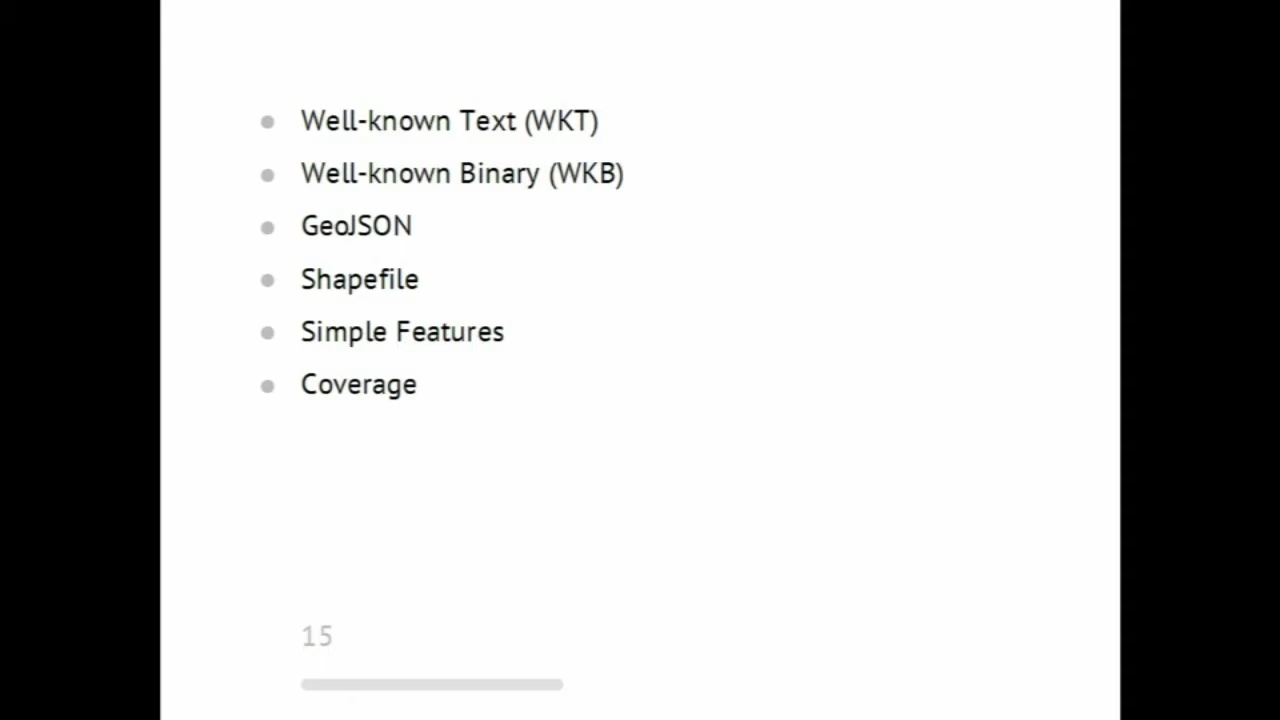 Well-known Text (WKT)
Well-known Binary (WKB)
GeoJSON
Shapefile
Simple Features
Coverage
15